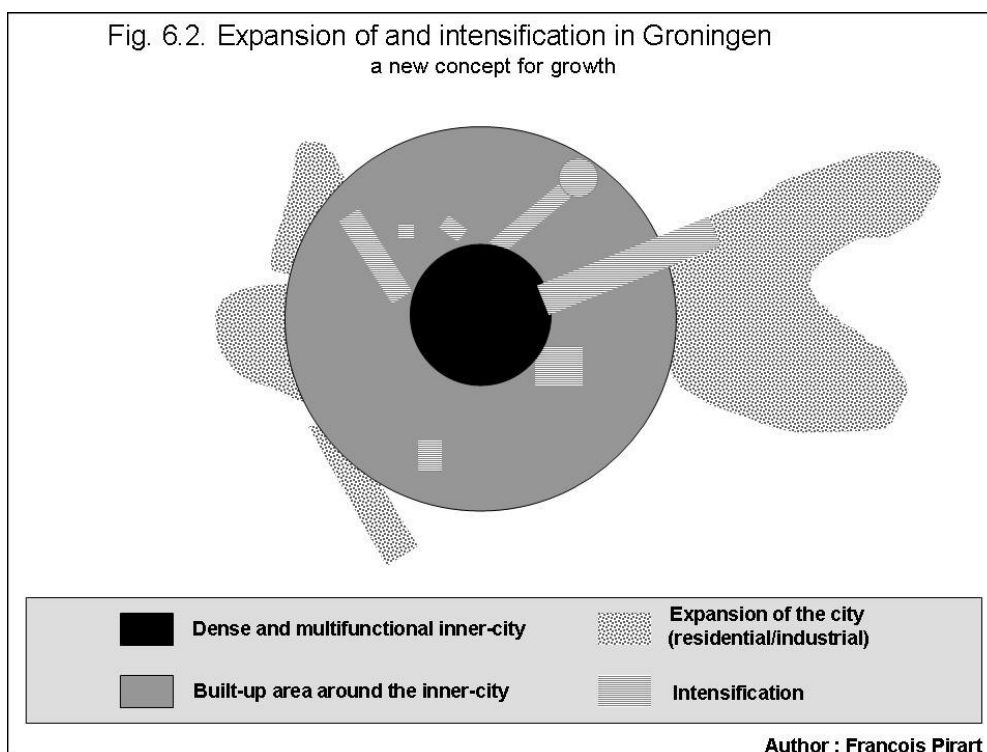 Fig. 6.2. Expansion of and intensification in Groningen
a new concept for growth
Dense and multifunctional inner-city
Expansion of the city
(residential/industrial)
Built-up area around the inner-city
Intensification
Author : François Pirart